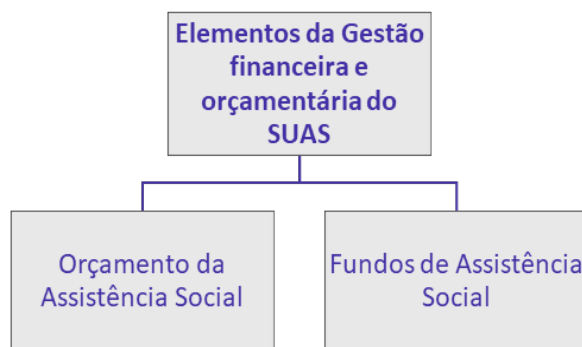 Elementos da Gestão
financeira e
orçamentária do
SUAS
Orçamento da
Assistência Social
Fundos de Assistência
Social